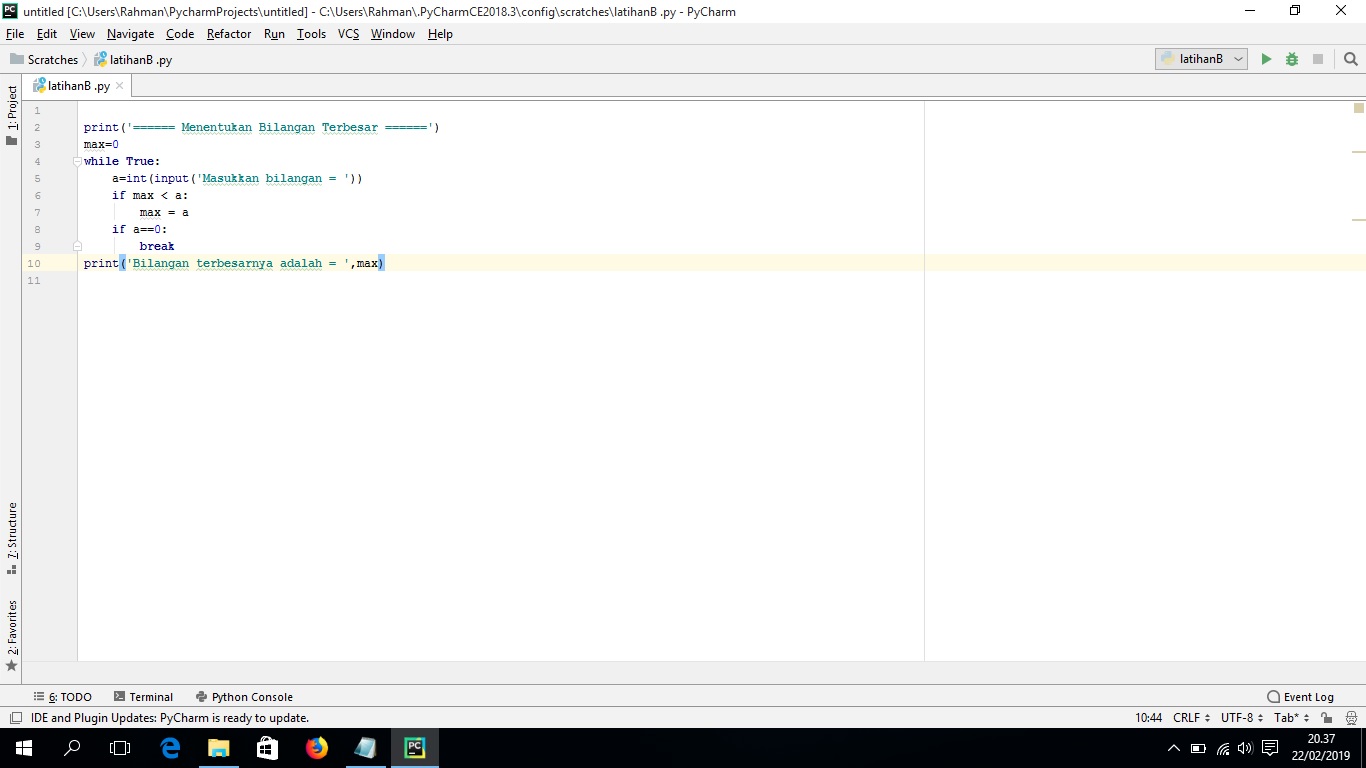 untitled [C:\Users\Rahman\PycharmProjects\untitled] - C:\Users\Rahman\.PyCharmCE2018.3\config\scratches\latihanB .py - PyCharm
File Edit View Navigate Code Refactor Run Tools VCS Window Help
Scratches latihanB .py latihanB
latihanB .py
1: Project
1
2 print('====== Menentukan Bilangan Terbesar ======')
3 max=0
4 while True:
5     a=int(input('Masukkan bilangan = '))
6     if max < a:
7         max = a
8     if a==0:
9         break
10 print('Bilangan terbesarnya adalah = ',max)
11
7: Structure
2: Favorites
6: TODO Terminal Python Console Event Log
IDE and Plugin Updates: PyCharm is ready to update. 10:44 CRLF UTF-8 Tab*
PC
20.37
22/02/2019